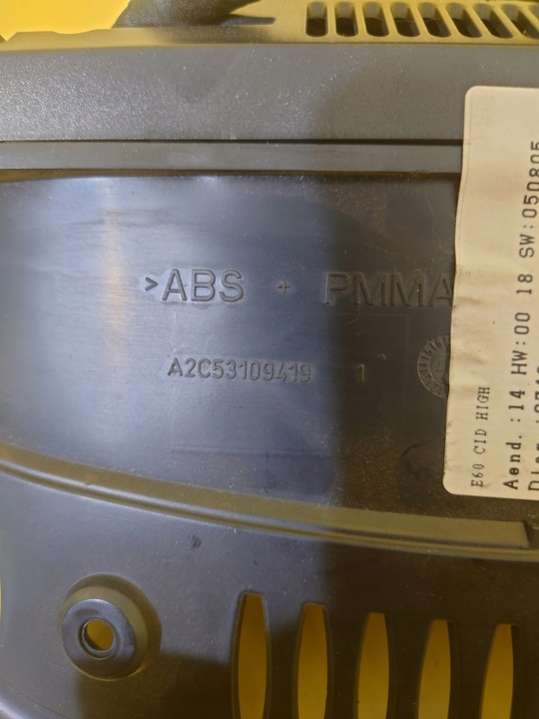 >ABS + PMMA
A2C53109419 1
E60 CID HIGH
Aend. :14 HW:00 18 SW:050805